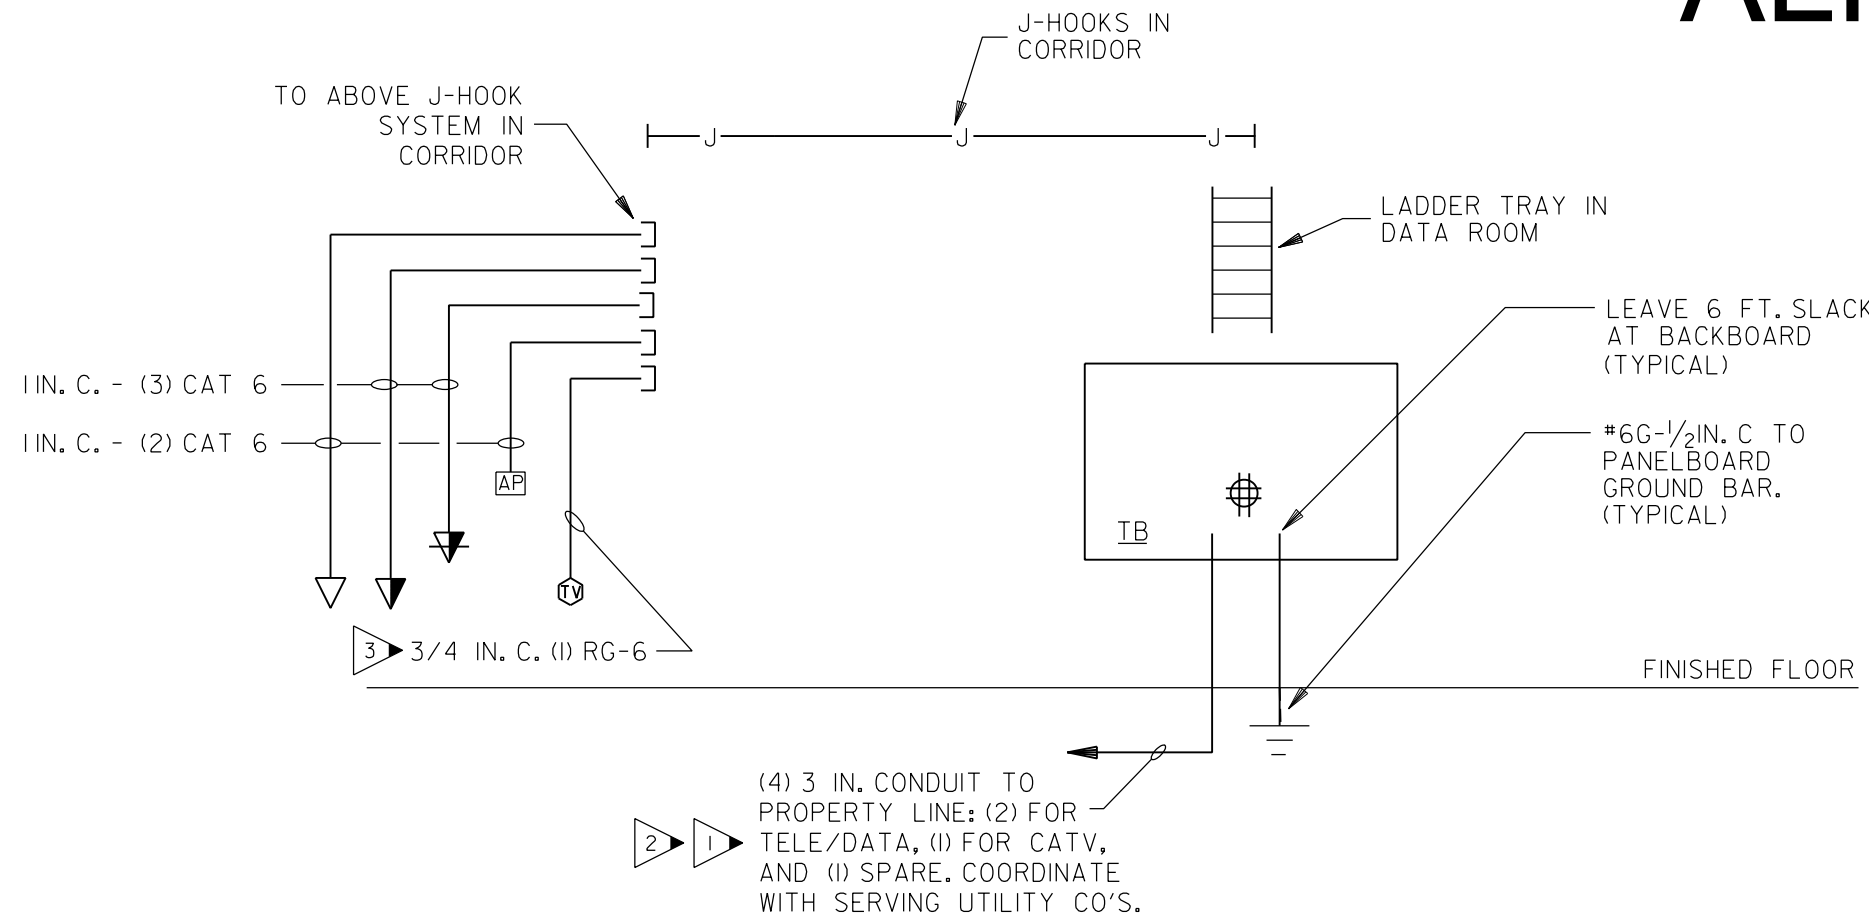 J-HOOKS IN
CORRIDOR
TO ABOVE J-HOOK
SYSTEM IN
CORRIDOR
J J J
LADDER TRAY IN
DATA ROOM
LEAVE 6 FT. SLACK
AT BACKBOARD
(TYPICAL)
1 IN. C. - (3) CAT 6
1 IN. C. - (2) CAT 6
#6G-1/2IN. C TO
PANELBOARD
GROUND BAR.
(TYPICAL)
AP
TB
TV
3 3/4 IN. C. (1) RG-6
FINISHED FLOOR
(4) 3 IN. CONDUIT TO
PROPERTY LINE: (2) FOR
2 1 TELE/DATA, (1) FOR CATV,
AND (1) SPARE. COORDINATE
WITH SERVING UTILITY CO'S.